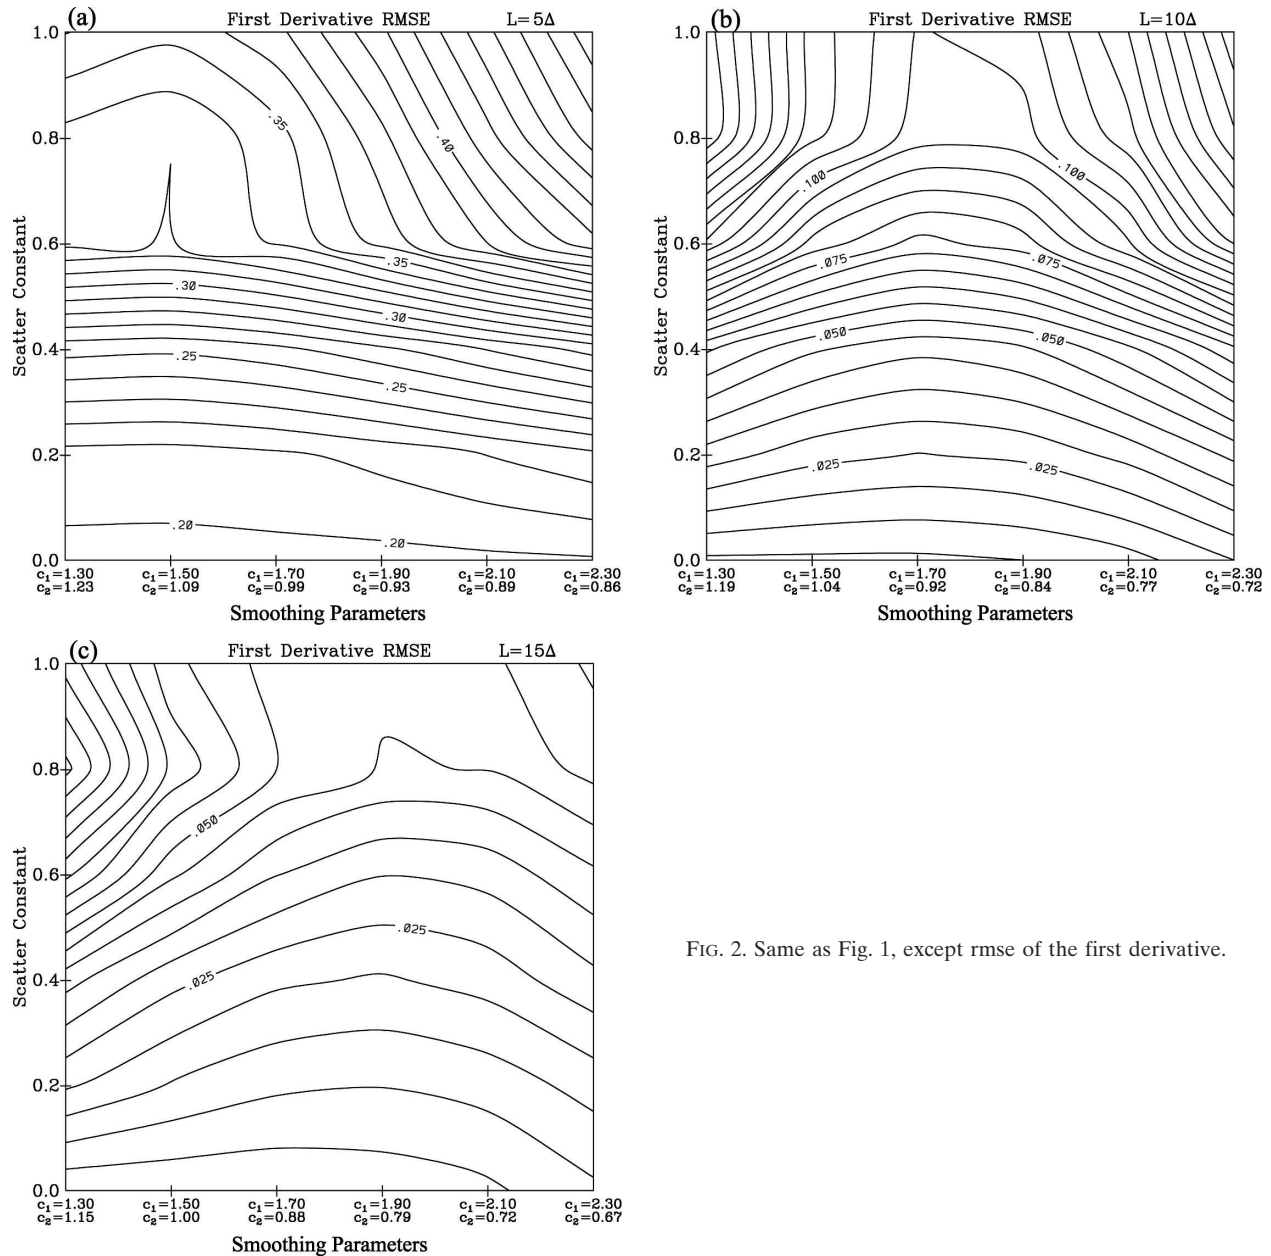 (a) First Derivative RMSE L=5Δ
1.0
0.8
0.6
0.4
0.2
0.0
Scatter Constant
.35
.40
.35
.30
.30
.25
.25
.20
.20
c₁=1.30 c₁=1.50 c₁=1.79 c₁=1.90 c₁=2.10 c₁=2.30
c₂=1.23 c₂=1.09 c₂=0.99 c₂=0.93 c₂=0.89 c₂=0.86
Smoothing Parameters
(b) First Derivative RMSE L=10Δ
1.0
0.8
0.6
0.4
0.2
0.0
Scatter Constant
.100
.100
.075
.075
.050
.050
.025
.025
c₁=1.30 c₁=1.50 c₁=1.70 c₁=1.90 c₁=2.10 c₁=2.30
c₂=1.19 c₂=1.04 c₂=0.92 c₂=0.84 c₂=0.77 c₂=0.72
Smoothing Parameters
(c) First Derivative RMSE L=15Δ
1.0
0.8
0.6
0.4
0.2
0.0
Scatter Constant
.050
.025
.025
c₁=1.30 c₁=1.50 c₁=1.70 c₁=1.90 c₁=2.10 c₁=2.30
c₂=1.15 c₂=1.00 c₂=0.88 c₂=0.79 c₂=0.72 c₂=0.67
Smoothing Parameters
FIG. 2. Same as Fig. 1, except rmse of the first derivative.